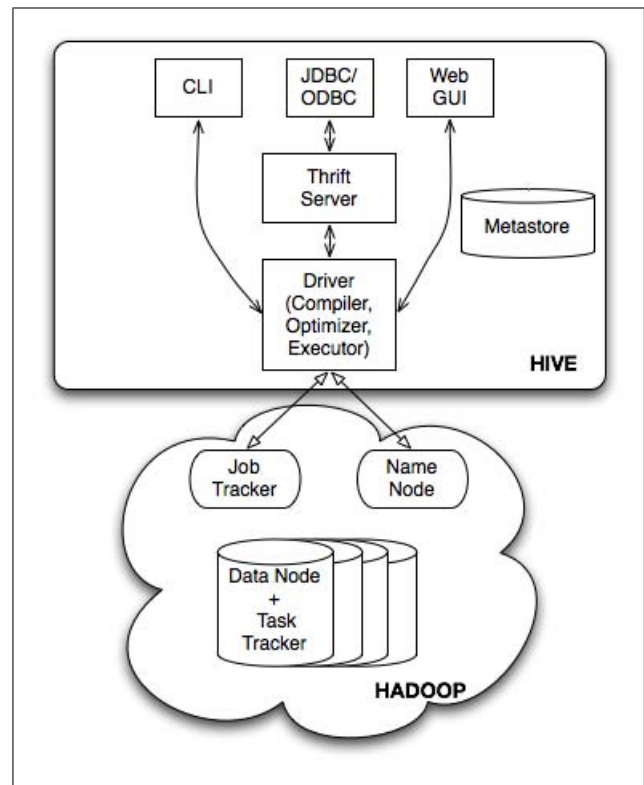 CLI
JDBC/
ODBC
Web
GUI
Thrift
Server
Metastore
Driver
(Compiler,
Optimizer,
Executor)
HIVE
Job
Tracker
Name
Node
Data Node
+
Task
Tracker
HADOOP